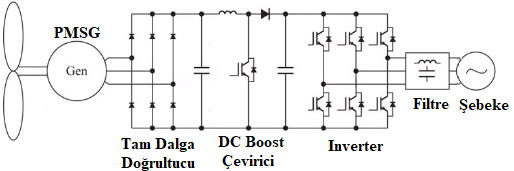 PMSG
Gen
Tam Dalga
Doğrultucu
DC Boost
Çevirici
Inverter
Filtre
Şebeke